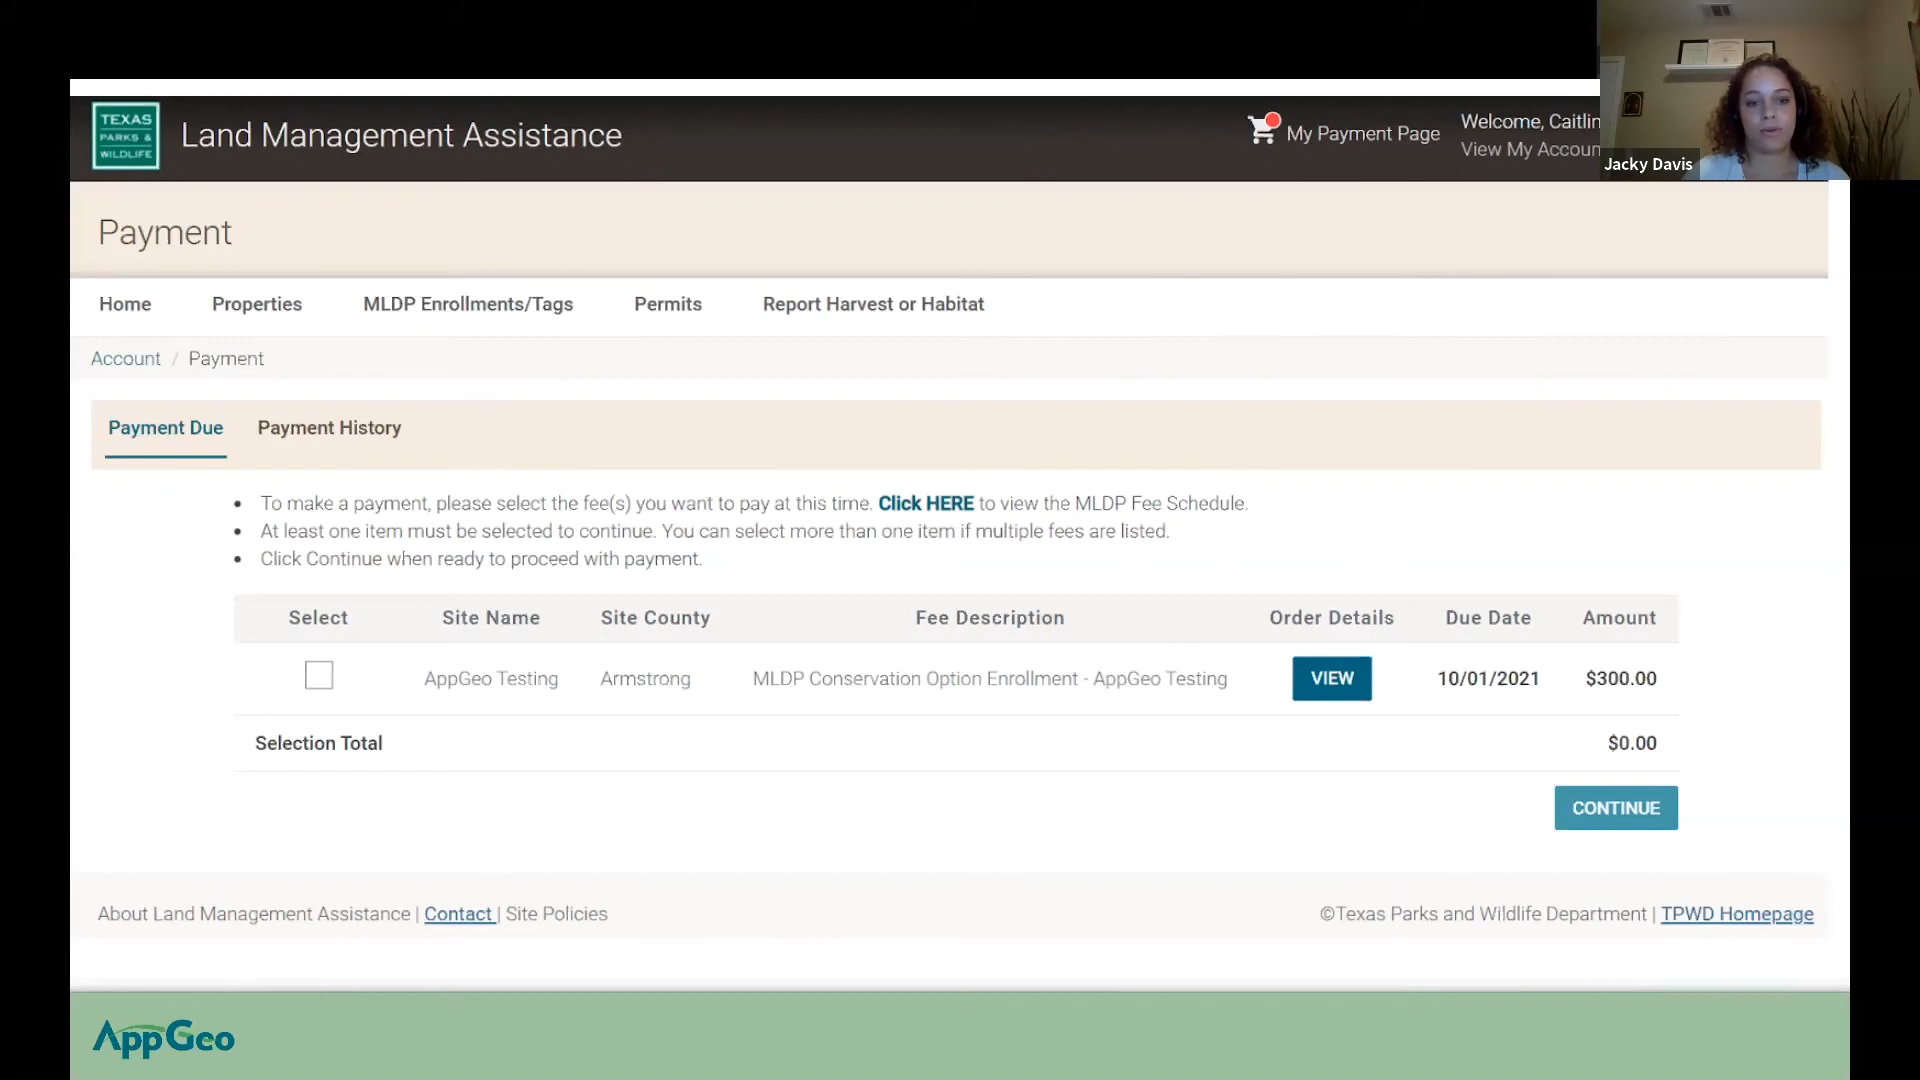 TEXAS
PARKS &
WILDLIFE
Land Management Assistance
My Payment Page
Welcome, Caitlin
View My Accoun
Jacky Davis
Payment
Home Properties MLDP Enrollments/Tags Permits Report Harvest or Habitat
Account / Payment
Payment Due Payment History
• To make a payment, please select the fee(s) you want to pay at this time. Click HERE to view the MLDP Fee Schedule.
• At least one item must be selected to continue. You can select more than one item if multiple fees are listed.
• Click Continue when ready to proceed with payment.
Select Site Name Site County Fee Description Order Details Due Date Amount
AppGeo Testing Armstrong MLDP Conservation Option Enrollment - AppGeo Testing VIEW 10/01/2021 $300.00
Selection Total $0.00
CONTINUE
About Land Management Assistance | Contact | Site Policies ©Texas Parks and Wildlife Department | TPWD Homepage
AppGeo